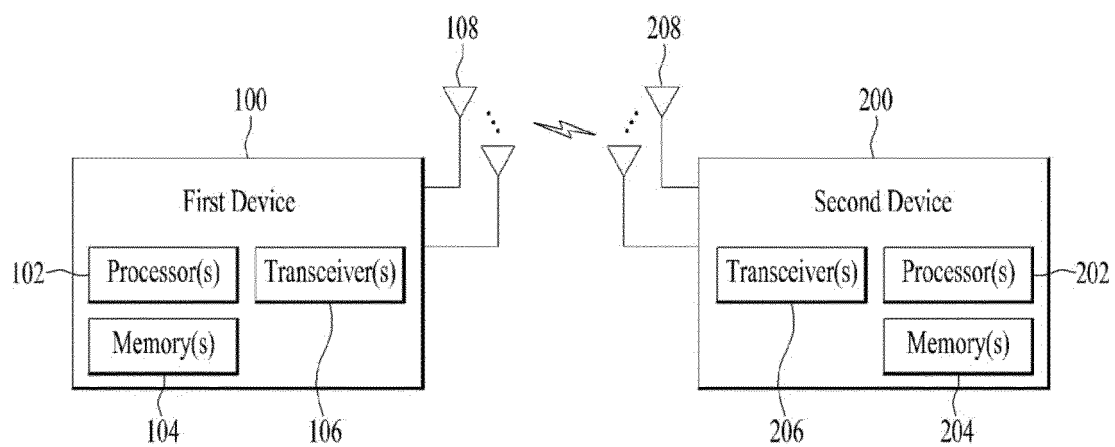 108
208
100
200
First Device
Second Device
102
Processor(s)
Transceiver(s)
Transceiver(s)
Processor(s)
202
Memory(s)
Memory(s)
104
106
206
204